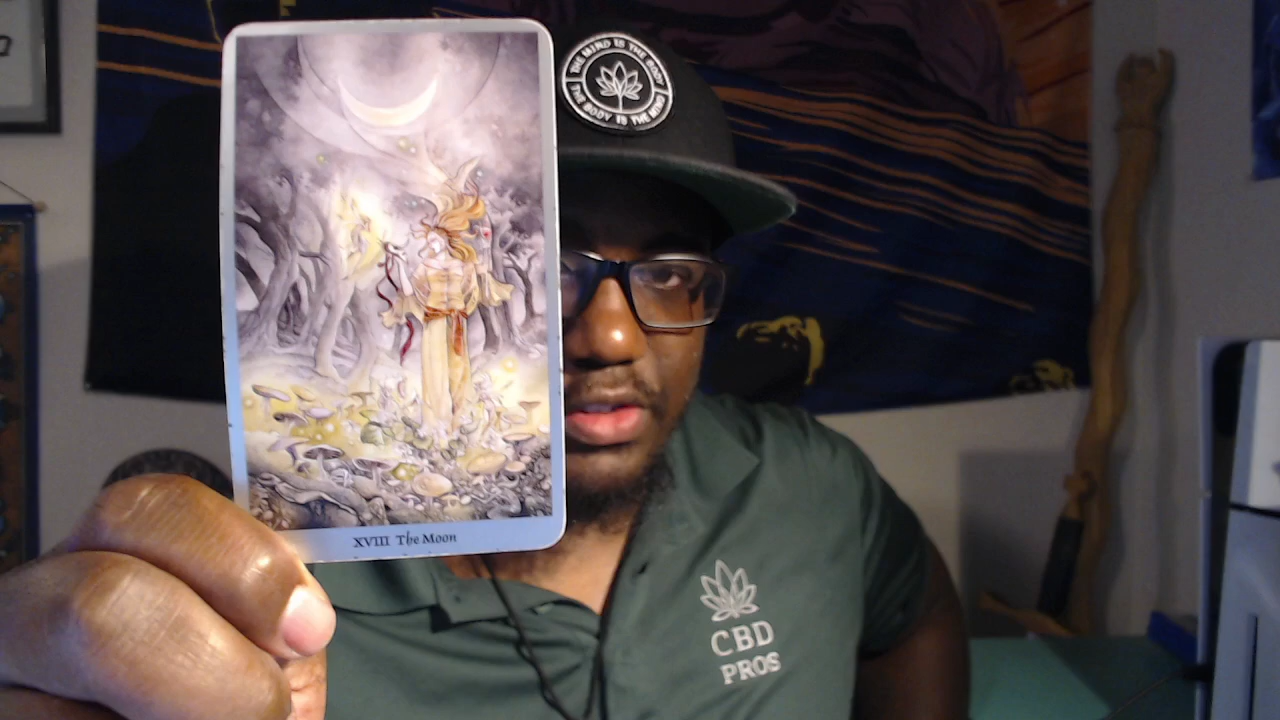 XVIII The Moon
THE MIND IS THE BODY
THE BODY IS THE MIND
CBD
PROS